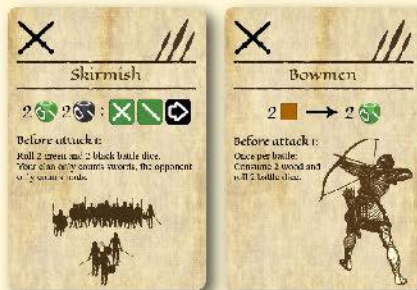 Skirmish
2 2 :
Before attack 1:
Roll 2 green and 2 black battle dice.
Your clan only counts swords, the opponent
only counts
Bowmen
2 2
Before attack 1:
Once per battle:
Consume 2 wood and
roll 2 battle dice.